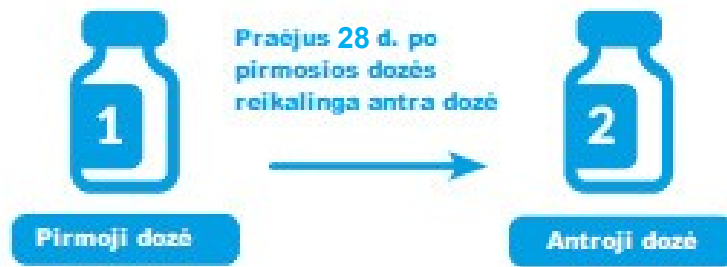 Praėjus 28 d. po
pirmosios dozės
reikalinga antra dozė
1
2
Pirmoji dozė
Antroji dozė